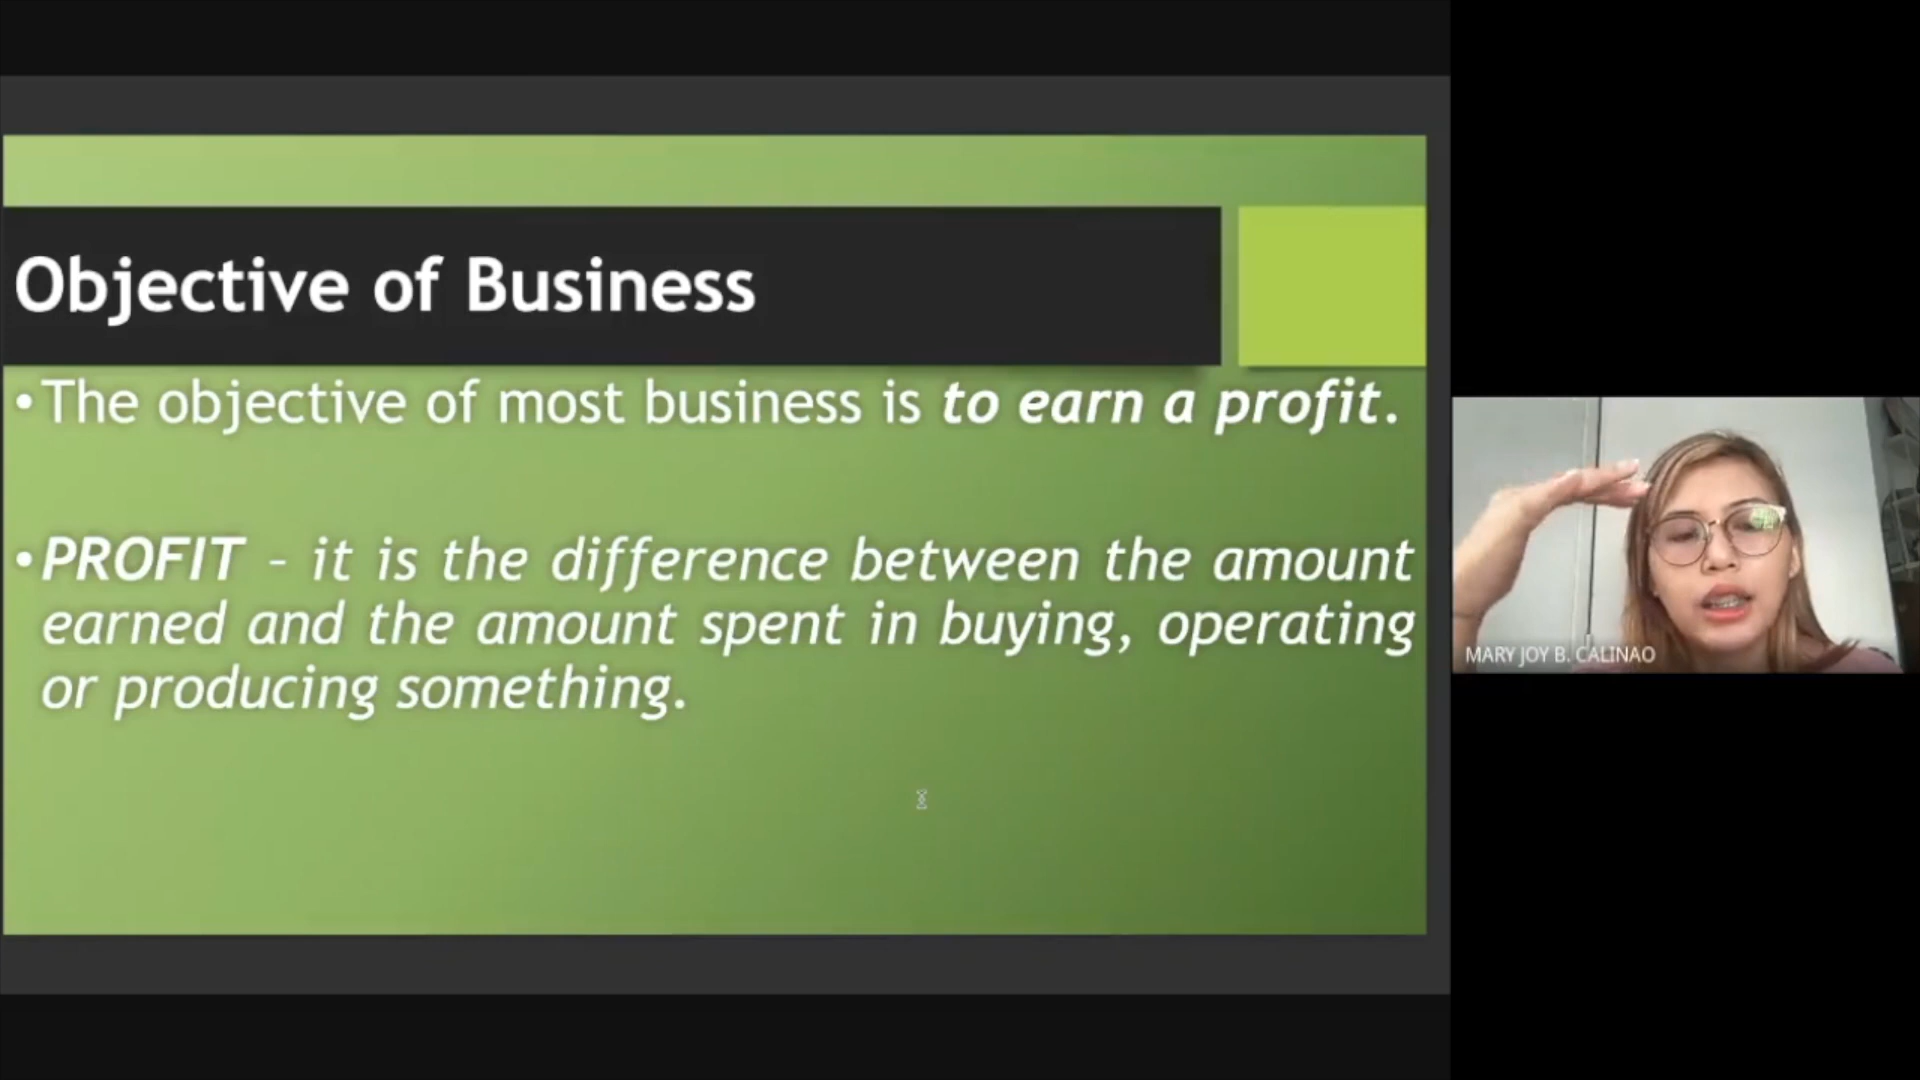 Objective of Business
•The objective of most business is to earn a profit.
•PROFIT – it is the difference between the amount
earned and the amount spent in buying, operating
or producing something.
MARY JOY B. CALINAO